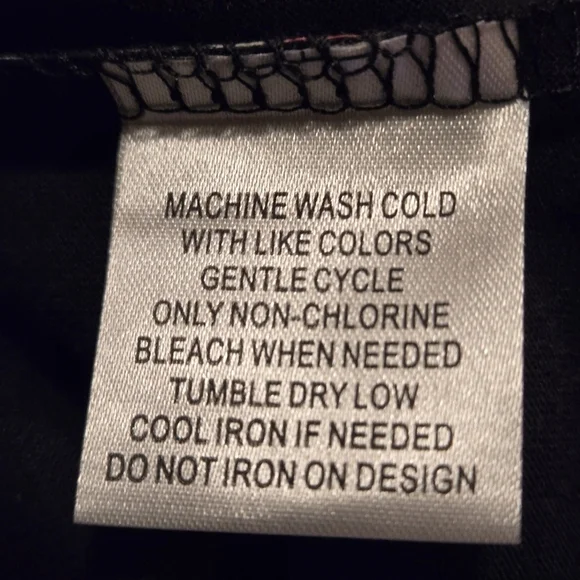 MACHINE WASH COLD
WITH LIKE COLORS
GENTLE CYCLE
ONLY NON-CHLORINE
BLEACH WHEN NEEDED
TUMBLE DRY LOW
COOL IRON IF NEEDED
DO NOT IRON ON DESIGN